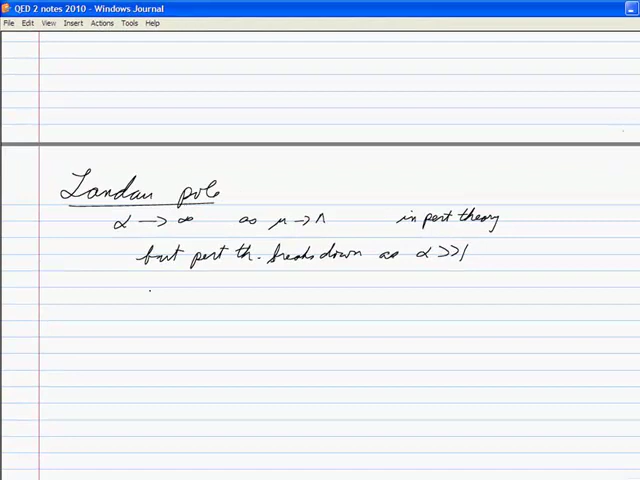 QED 2 notes 2010 - Windows Journal
File Edit View Insert Actions Tools Help
Landau pole
α → ∞ as μ → Λ in pert theory
but pert th. breaks down as α >> 1